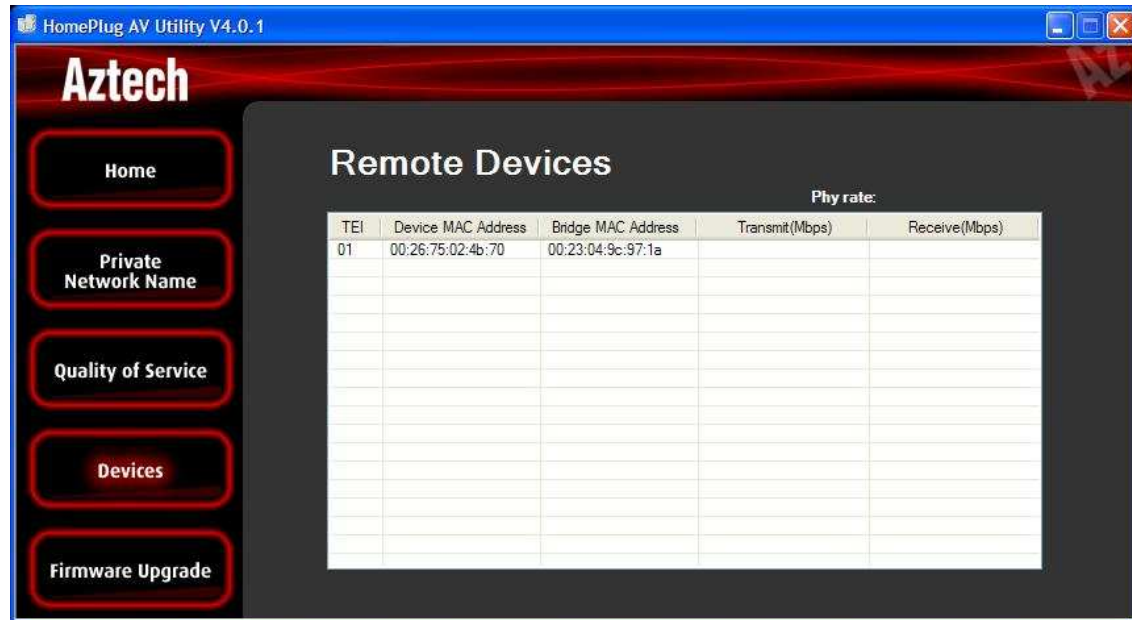 HomePlug AV Utility V4.0.1
Aztech
Az
Home
Private
Network Name
Quality of Service
Devices
Firmware Upgrade
Remote Devices
Phy rate:
TEI Device MAC Address Bridge MAC Address Transmit(Mbps) Receive(Mbps)
01 00:26:75:02:4b:70 00:23:04:9c:97:1a